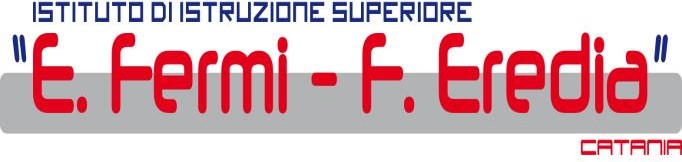 ISTITUTO DI ISTRUZIONE SUPERIORE
"E. Fermi - F. Eredia"
CATANIA